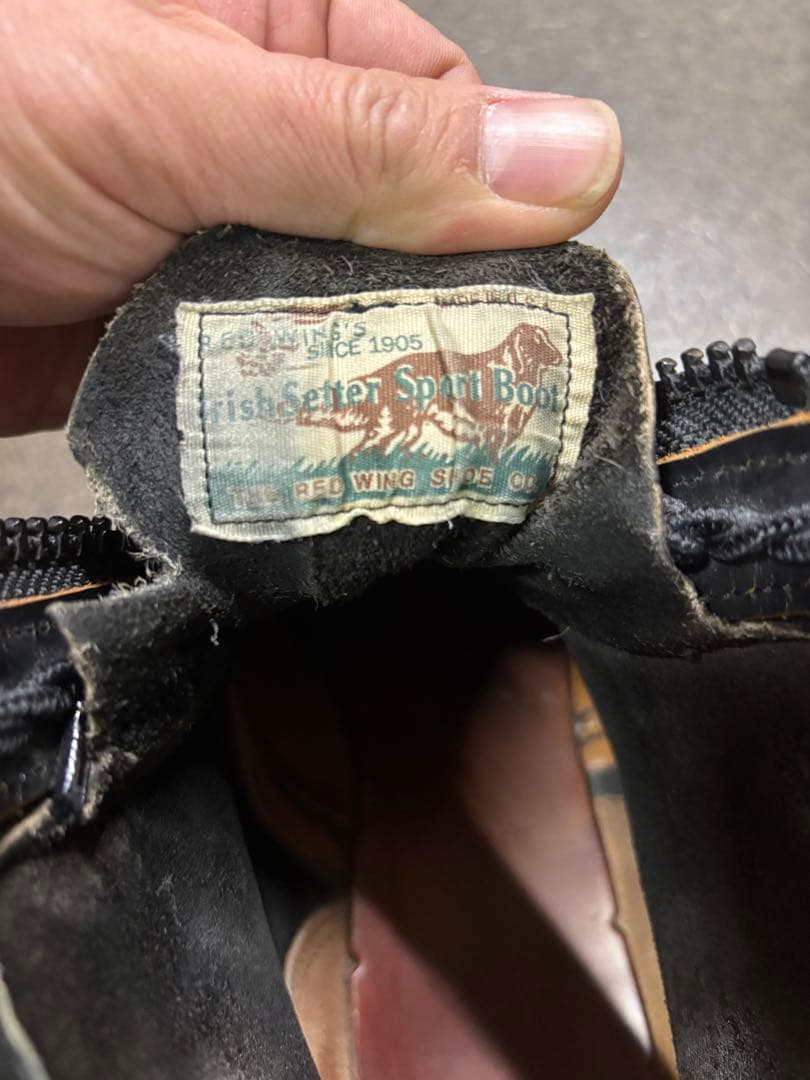 MADE IN U.S.A.
RED WING'S
SINCE 1905
Irish Setter Sport Boot
THE RED WING SHOE CO.